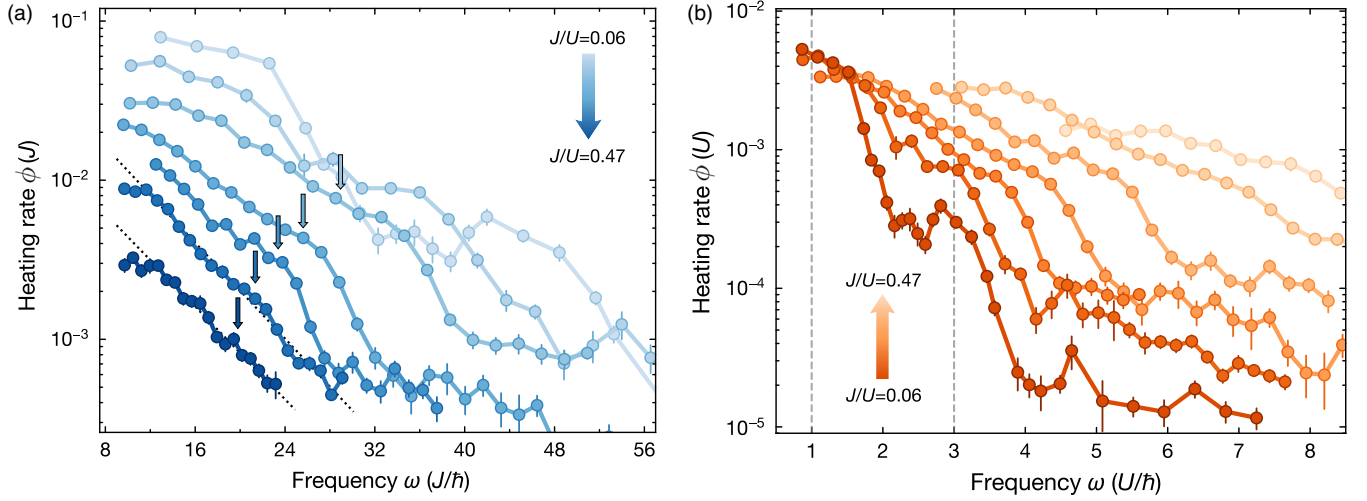 (a)
10⁻¹
10⁻²
10⁻³
Heating rate ϕ (J)
J/U=0.06
J/U=0.47
8 16 24 32 40 48 56
Frequency ω (J/ħ)
(b)
10⁻²
10⁻³
10⁻⁴
10⁻⁵
Heating rate ϕ (U)
J/U=0.47
J/U=0.06
1 2 3 4 5 6 7 8
Frequency ω (U/ħ)